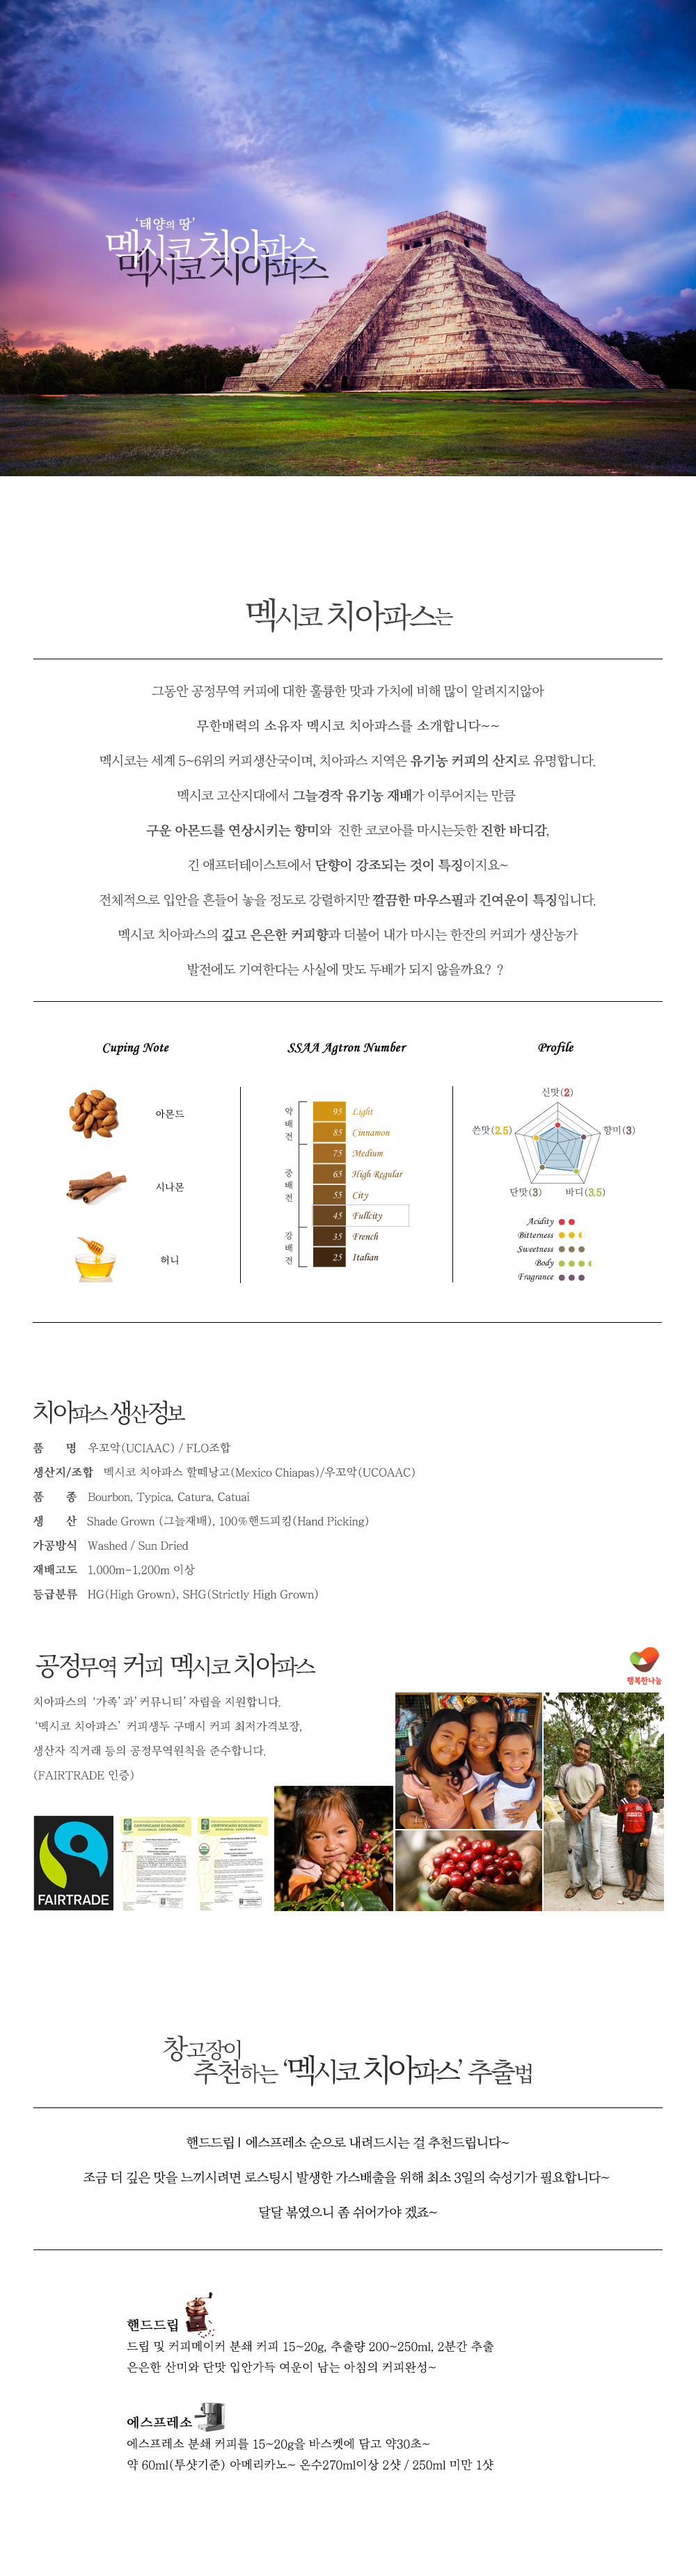 ‘태양의 땅’
멕시코 치아파스
멕시코 치아파스
멕시코 치아파스는
그동안 공정무역 커피에 대한 훌륭한 맛과 가치에 비해 많이 알려지지않아
무한매력의 소유자 멕시코 치아파스를 소개합니다~~
멕시코는 세계 5~6위의 커피생산국이며, 치아파스 지역은 유기농 커피의 산지로 유명합니다.
멕시코 고산지대에서 그늘경작 유기농 재배가 이루어지는 만큼
구운 아몬드를 연상시키는 향미와 진한 코코아를 마시는듯한 진한 바디감,
긴 애프터테이스트에서 단향이 강조되는 것이 특징이지요~
전체적으로 입안을 흔들어 놓을 정도로 강렬하지만 깔끔한 마우스필과 긴여운이 특징입니다.
멕시코 치아파스의 깊고 은은한 커피향과 더불어 내가 마시는 한잔의 커피가 생산농가
발전에도 기여한다는 사실에 맛도 두배가 되지 않을까요? ?
Cuping Note
아몬드
시나몬
허니
SSAA Agtron Number
약배전
중배전
강배전
95 Light
85 Cinnamon
75 Medium
65 High Regular
55 City
45 Fullcity
35 French
25 Italian
Profile
신맛(2)
쓴맛(2.5)
향미(3)
단맛(3)
바디(3.5)
Acidity
Bitterness
Sweetness
Body
Fragrance
치아파스 생산정보
품 명 우꼬악(UCIAAC) / FLO조합
생산지/조합 멕시코 치아파스 할떼낭고(Mexico Chiapas)/우꼬악(UCOAAC)
품 종 Bourbon, Typica, Catura, Catuai
생 산 Shade Grown (그늘재배), 100%핸드피킹(Hand Picking)
가공방식 Washed / Sun Dried
재배고도 1,000m-1,200m 이상
등급분류 HG(High Grown), SHG(Strictly High Grown)
공정무역 커피 멕시코 치아파스
행복한나눔
치아파스의 ‘가족’과’커뮤니티’자립을 지원합니다.
‘멕시코 치아파스’ 커피생두 구매시 커피 최저가격보장,
생산자 직거래 등의 공정무역원칙을 준수합니다.
(FAIRTRADE 인증)
FAIRTRADE
CERTIFICADO ECOLÓGICO
CERTIFICADO ECOLÓGICO
창고장이
추천하는 ‘멕시코 치아파스’ 추출법
핸드드립 | 에스프레소 순으로 내려드시는 걸 추천드립니다~
조금 더 깊은 맛을 느끼시려면 로스팅시 발생한 가스배출을 위해 최소 3일의 숙성기가 필요합니다~
달달 볶였으니 좀 쉬어가야 겠죠~
핸드드립
드립 및 커피메이커 분쇄 커피 15~20g, 추출량 200~250ml, 2분간 추출
은은한 산미와 단맛 입안가득 여운이 남는 아침의 커피완성~
에스프레소
에스프레소 분쇄 커피를 15~20g을 바스켓에 담고 약30초~
약 60ml(투샷기준) 아메리카노~ 온수270ml이상 2샷 / 250ml 미만 1샷